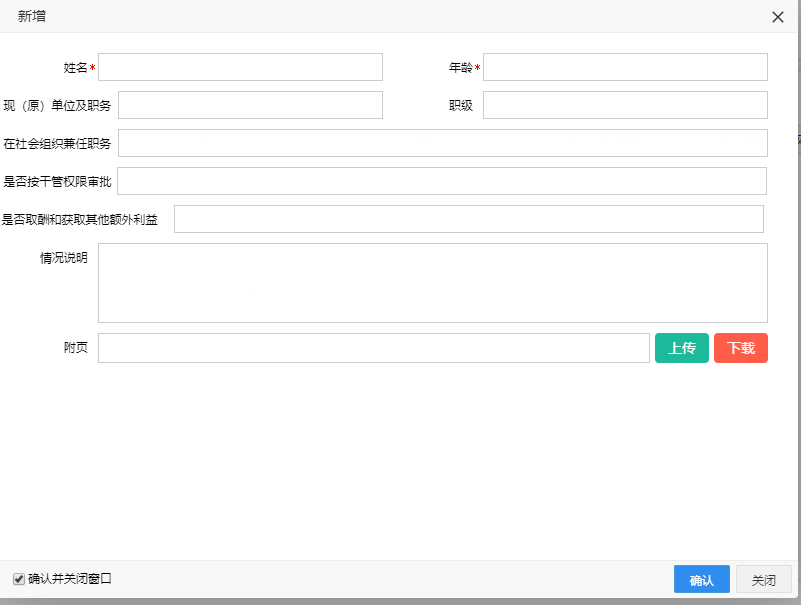 新增
姓名* 年龄*
现（原）单位及职务 职级
在社会组织兼任职务
是否按干管权限审批
是否取酬和获取其他额外利益
情况说明
附页 上传 下载
确认并关闭窗口 确认 关闭